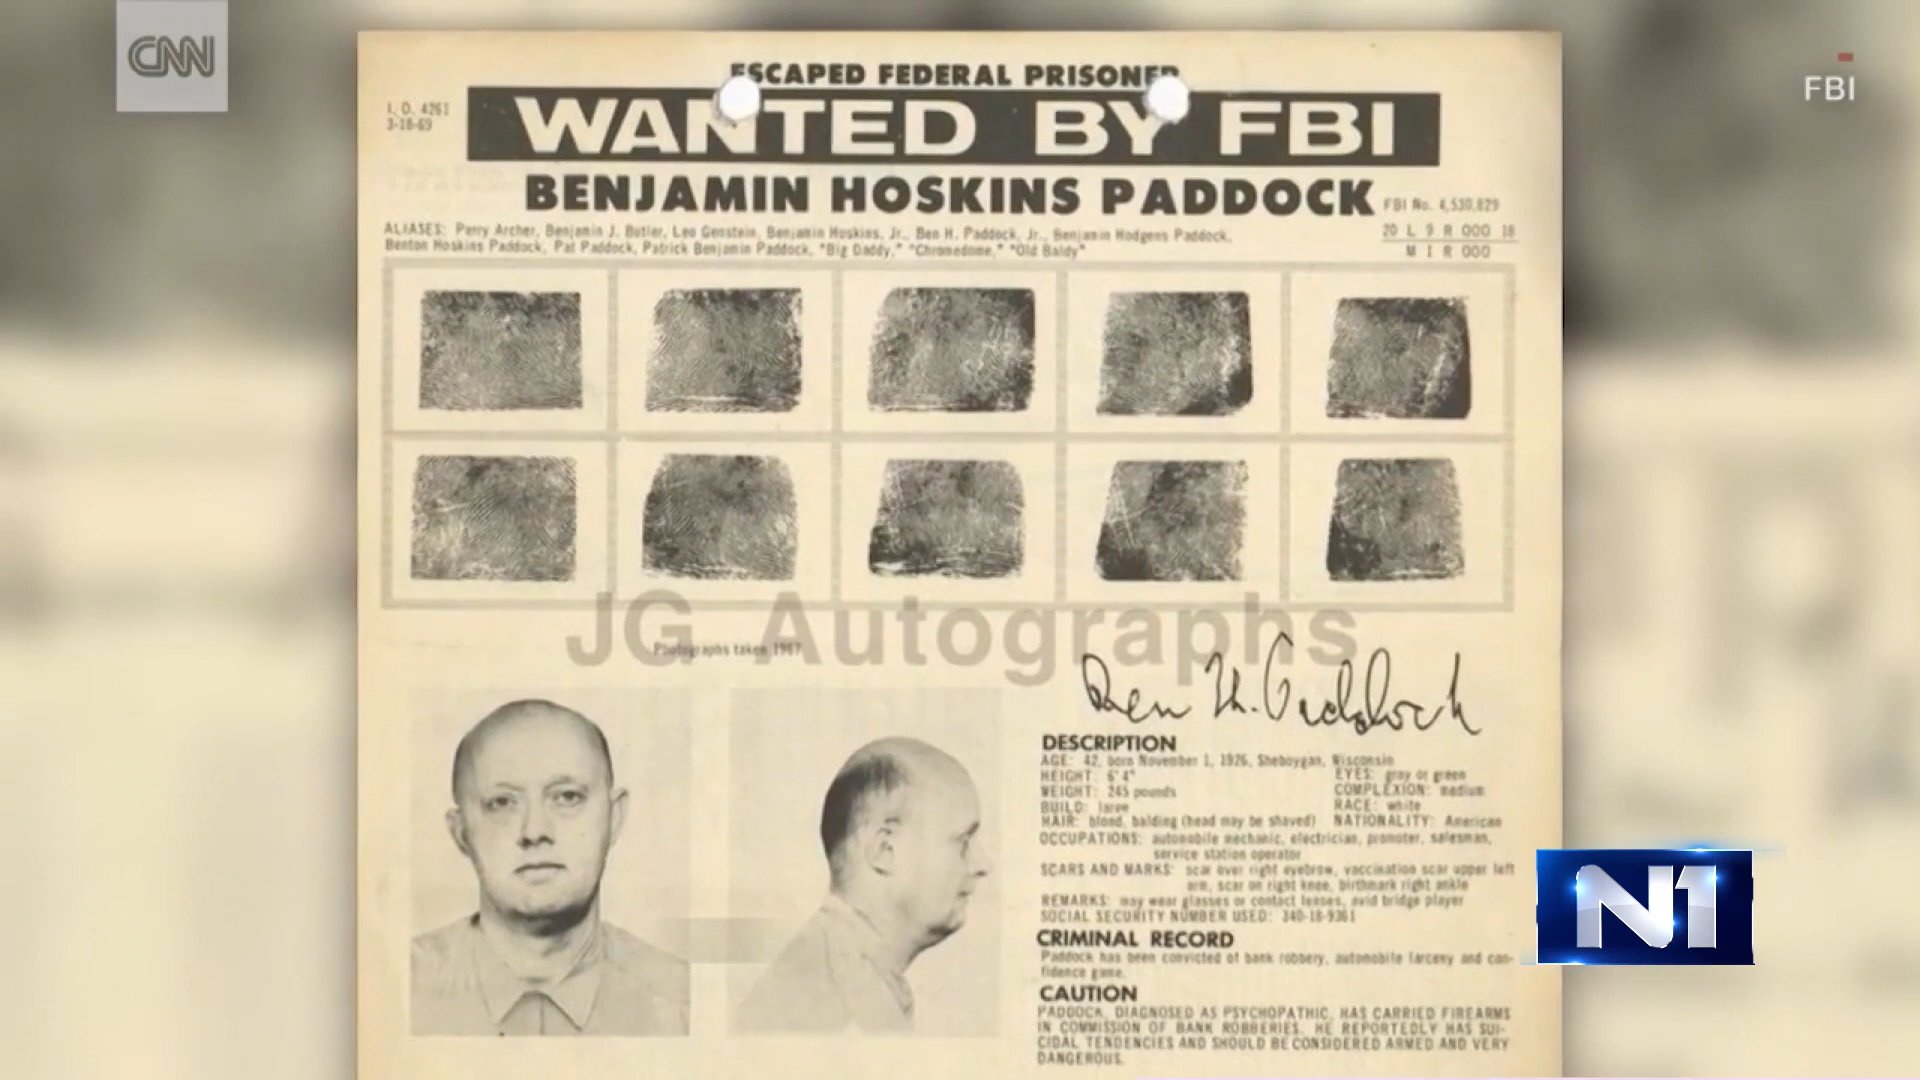 CNN
FBI
ESCAPED FEDERAL PRISONER
I. O. 4261
3-18-69
WANTED BY FBI
BENJAMIN HOSKINS PADDOCK
FBI No. 4,530,829
ALIASES: Perry Archer, Benjamin J. Butler, Leo Genstein, Benjamin Hoskins, Jr., Ben H. Paddock, Jr., Benjamin Hodgens Paddock,
Benton Hoskins Paddock, Pat Paddock, Patrick Benjamin Paddock, "Big Daddy," "Chromedome," "Old Baldy"
20 L 9 R OOO 18
M 1 R OOO
JG Autographs
Photographs taken 1967
Ben H. Paddock
DESCRIPTION
AGE: 42, born November 1, 1926, Sheboygan, Wisconsin
HEIGHT: 6'4" EYES: gray or green
WEIGHT: 245 pounds COMPLEXION: medium
BUILD: large RACE: white
HAIR: blond, balding (head may be shaved) NATIONALITY: American
OCCUPATIONS: automobile mechanic, electrician, promoter, salesman,
service station operator
SCARS AND MARKS: scar over right eyebrow, vaccination scar upper left
arm, scar on right knee, birthmark right ankle
REMARKS: may wear glasses or contact lenses, avid bridge player
SOCIAL SECURITY NUMBER USED: 340-18-9361
CRIMINAL RECORD
Paddock has been convicted of bank robbery, automobile larceny and con-
fidence game.
CAUTION
PADDOCK, DIAGNOSED AS PSYCHOPATHIC, HAS CARRIED FIREARMS
IN COMMISSION OF BANK ROBBERIES. HE REPORTEDLY HAS SUI-
CIDAL TENDENCIES AND SHOULD BE CONSIDERED ARMED AND VERY
DANGEROUS.
N1